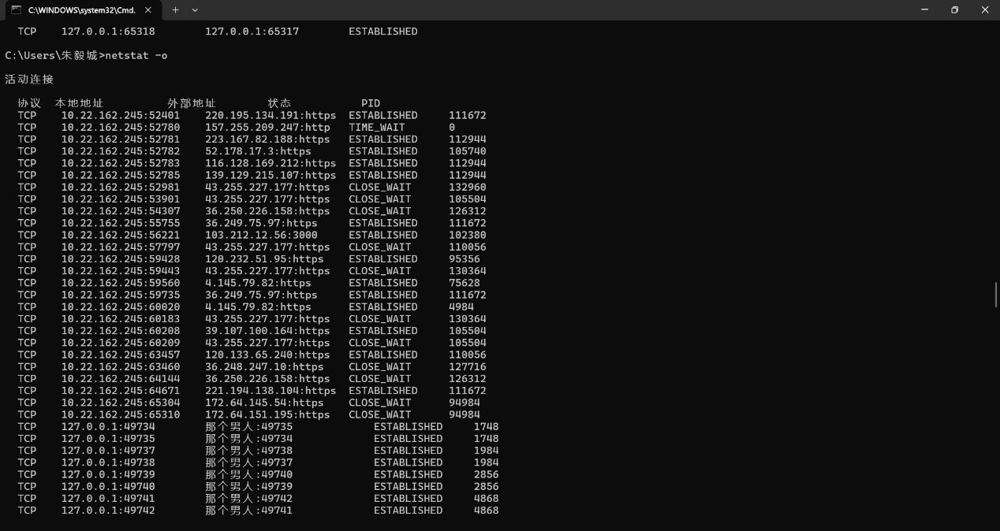 C:\WINDOWS\system32\Cmd.
TCP 127.0.0.1:65318 127.0.0.1:65317 ESTABLISHED
C:\Users\朱毅城>netstat -o
活动连接
协议 本地地址 外部地址 状态 PID
TCP 10.22.162.245:52401 220.195.134.191:https ESTABLISHED 111672
TCP 10.22.162.245:52780 157.255.209.247:http TIME_WAIT 0
TCP 10.22.162.245:52781 223.167.82.188:https ESTABLISHED 112944
TCP 10.22.162.245:52782 52.178.17.3:https ESTABLISHED 105740
TCP 10.22.162.245:52783 116.128.169.212:https ESTABLISHED 112944
TCP 10.22.162.245:52785 139.129.215.107:https ESTABLISHED 112944
TCP 10.22.162.245:52981 43.255.227.177:https CLOSE_WAIT 132960
TCP 10.22.162.245:53901 43.255.227.177:https CLOSE_WAIT 105504
TCP 10.22.162.245:54307 36.250.226.158:https CLOSE_WAIT 126312
TCP 10.22.162.245:55755 36.249.75.97:https ESTABLISHED 111672
TCP 10.22.162.245:56221 103.212.12.56:3000 ESTABLISHED 102380
TCP 10.22.162.245:57797 43.255.227.177:https CLOSE_WAIT 110056
TCP 10.22.162.245:59428 120.232.51.95:https ESTABLISHED 95356
TCP 10.22.162.245:59443 43.255.227.177:https CLOSE_WAIT 130364
TCP 10.22.162.245:59560 4.145.79.82:https ESTABLISHED 75628
TCP 10.22.162.245:59735 36.249.75.97:https ESTABLISHED 111672
TCP 10.22.162.245:60020 4.145.79.82:https ESTABLISHED 4984
TCP 10.22.162.245:60183 43.255.227.177:https CLOSE_WAIT 130364
TCP 10.22.162.245:60208 39.107.100.164:https ESTABLISHED 105504
TCP 10.22.162.245:60209 43.255.227.177:https CLOSE_WAIT 105504
TCP 10.22.162.245:63457 120.133.65.240:https ESTABLISHED 110056
TCP 10.22.162.245:63460 36.248.247.10:https CLOSE_WAIT 127716
TCP 10.22.162.245:64144 36.250.226.158:https CLOSE_WAIT 126312
TCP 10.22.162.245:64671 221.194.138.104:https ESTABLISHED 111672
TCP 10.22.162.245:65304 172.64.145.54:https CLOSE_WAIT 94984
TCP 10.22.162.245:65310 172.64.151.195:https CLOSE_WAIT 94984
TCP 127.0.0.1:49734 那个男人:49735 ESTABLISHED 1748
TCP 127.0.0.1:49735 那个男人:49734 ESTABLISHED 1748
TCP 127.0.0.1:49737 那个男人:49738 ESTABLISHED 1984
TCP 127.0.0.1:49738 那个男人:49737 ESTABLISHED 1984
TCP 127.0.0.1:49739 那个男人:49740 ESTABLISHED 2856
TCP 127.0.0.1:49740 那个男人:49739 ESTABLISHED 2856
TCP 127.0.0.1:49741 那个男人:49742 ESTABLISHED 4868
TCP 127.0.0.1:49742 那个男人:49741 ESTABLISHED 4868